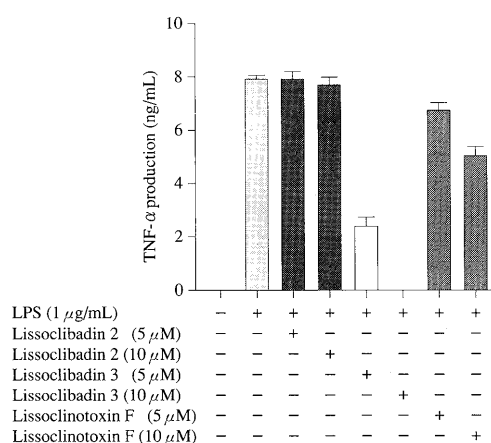 10
8
6
4
2
0
TNF-α production (ng/mL)
LPS (1 μg/mL) − + + + + + + +
Lissoclibadin 2 (5 μM) − − + − − − − −
Lissoclibadin 2 (10 μM) − − − + − − − −
Lissoclibadin 3 (5 μM) − − − − + − − −
Lissoclibadin 3 (10 μM) − − − − − + − −
Lissoclinotoxin F (5 μM) − − − − − − + −
Lissoclinotoxin F (10 μM) − − − − − − − +